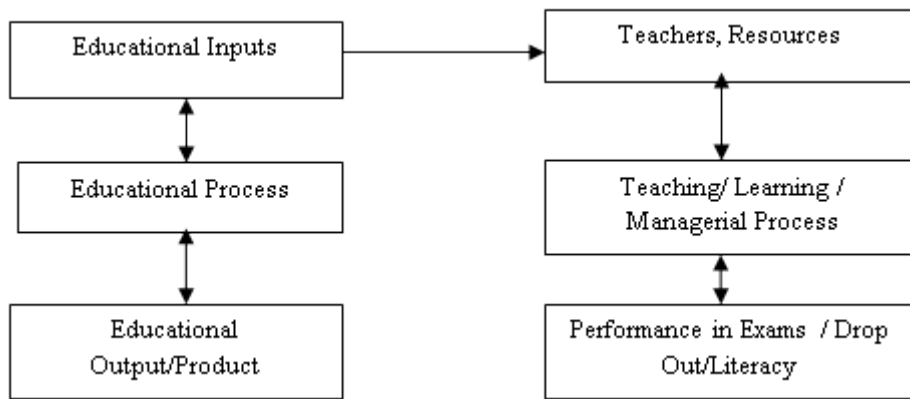 Educational Inputs
Teachers, Resources
Educational Process
Teaching/ Learning /
Managerial Process
Educational
Output/Product
Performance in Exams / Drop
Out/Literacy